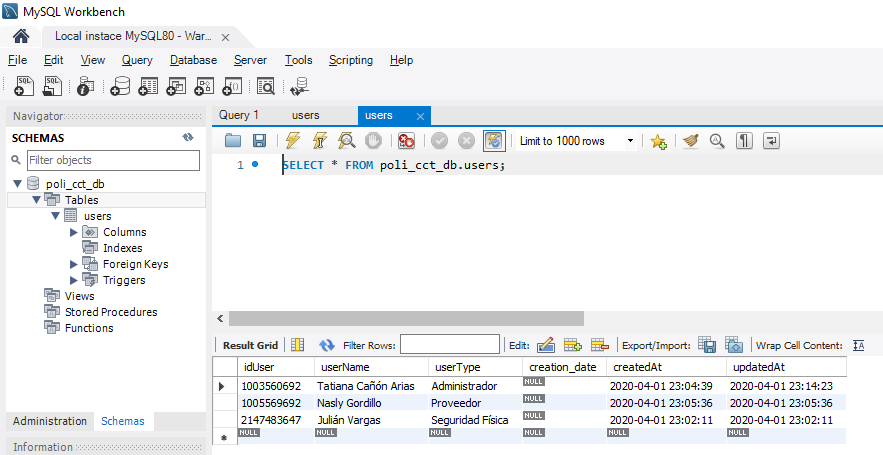 MySQL Workbench
Local instace MySQL80 - War... ×
File Edit View Query Database Server Tools Scripting Help
Navigator
SCHEMAS
Filter objects
poli_cct_db
Tables
users
Columns
Indexes
Foreign Keys
Triggers
Views
Stored Procedures
Functions
Administration Schemas
Information
Query 1 users users ×
Limit to 1000 rows
1 SELECT * FROM poli_cct_db.users;
Result Grid Filter Rows: Edit: Export/Import: Wrap Cell Content:
idUser userName userType creation_date createdAt updatedAt
1003560692 Tatiana Cañón Arias Administrador NULL 2020-04-01 23:04:39 2020-04-01 23:14:23
1005569692 Nasly Gordillo Proveedor NULL 2020-04-01 23:05:36 2020-04-01 23:05:36
2147483647 Julián Vargas Seguridad Física NULL 2020-04-01 23:02:11 2020-04-01 23:02:11
NULL NULL NULL NULL NULL NULL